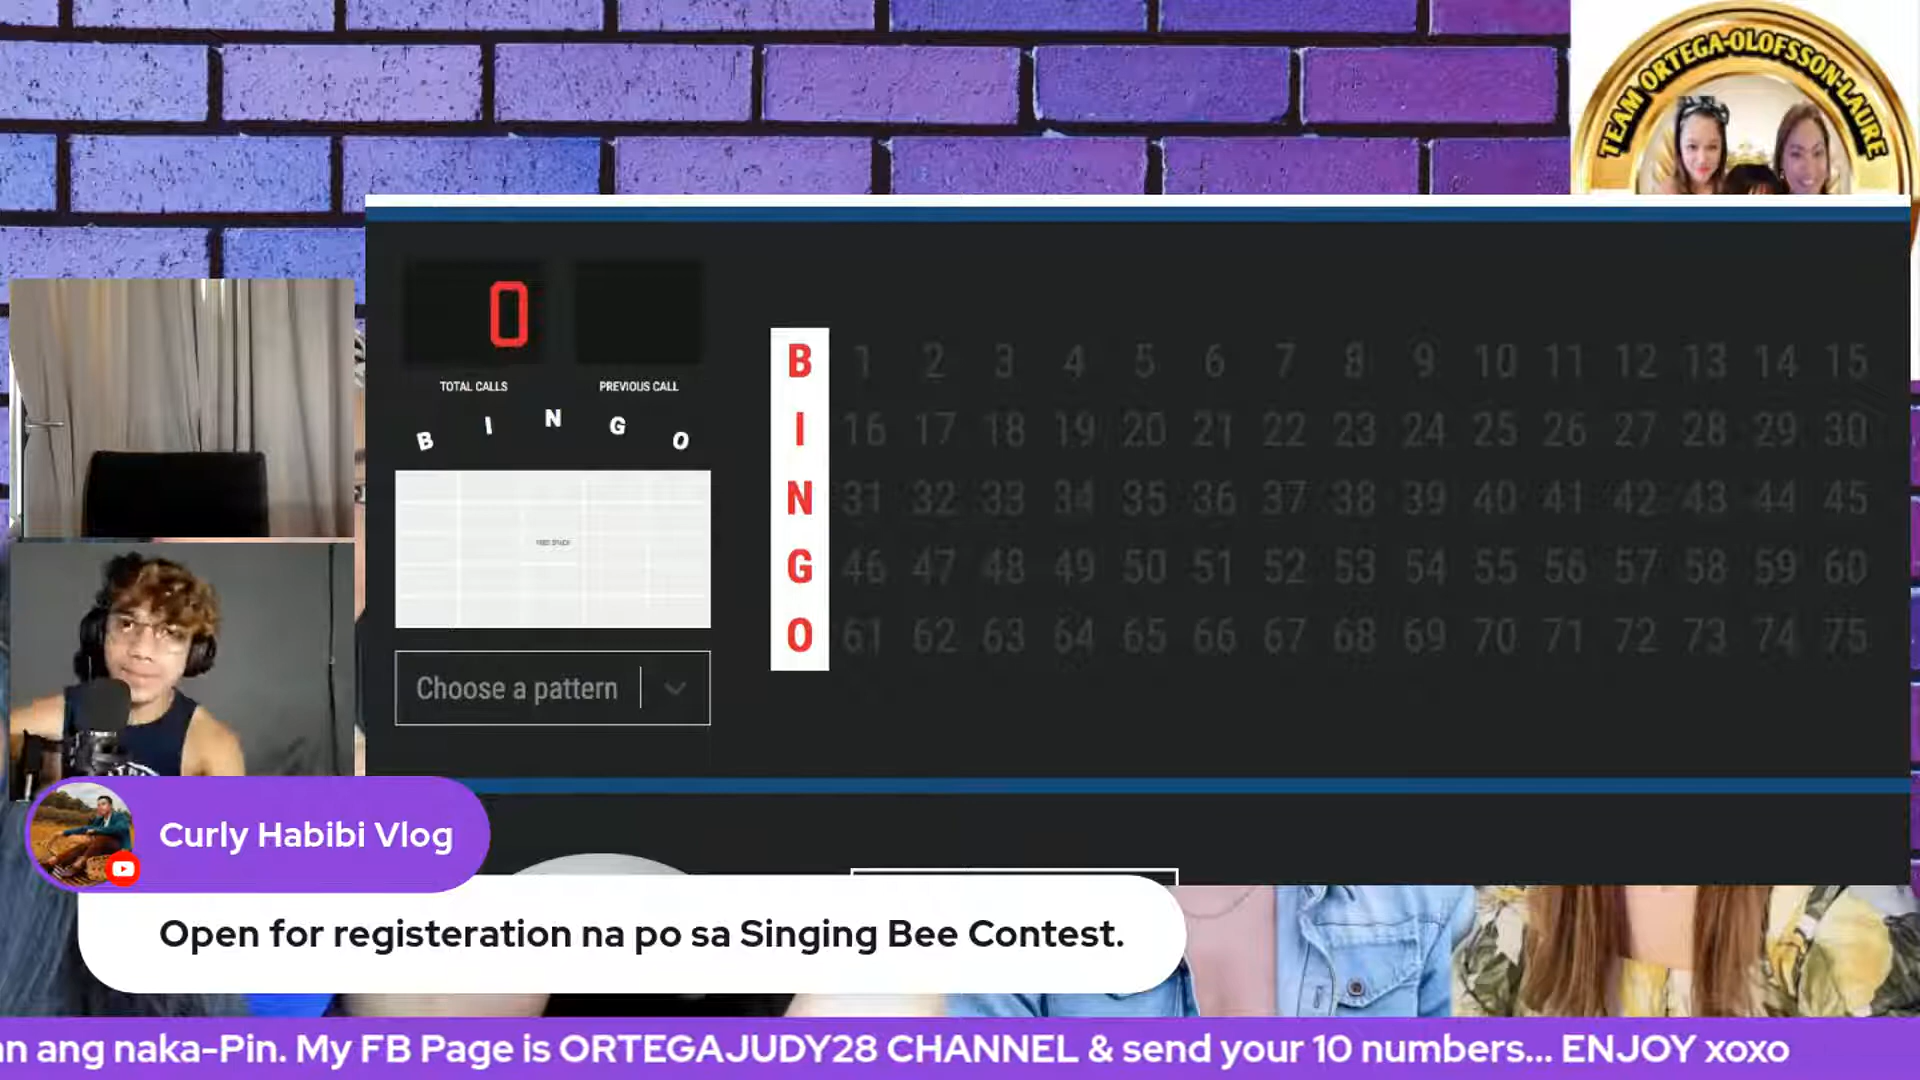 TEAM ORTEGA-OLOFSSON-LAURE
0
TOTAL CALLS
PREVIOUS CALL
B I N G O
FREE SPACE
Choose a pattern
B 1 2 3 4 5 6 7 8 9 10 11 12 13 14 15
I 16 17 18 19 20 21 22 23 24 25 26 27 28 29 30
N 31 32 33 34 35 36 37 38 39 40 41 42 43 44 45
G 46 47 48 49 50 51 52 53 54 55 56 57 58 59 60
O 61 62 63 64 65 66 67 68 69 70 71 72 73 74 75
Curly Habibi Vlog
Open for registeration na po sa Singing Bee Contest.
ang naka-Pin. My FB Page is ORTEGAJUDY28 CHANNEL & send your 10 numbers... ENJOY xoxo